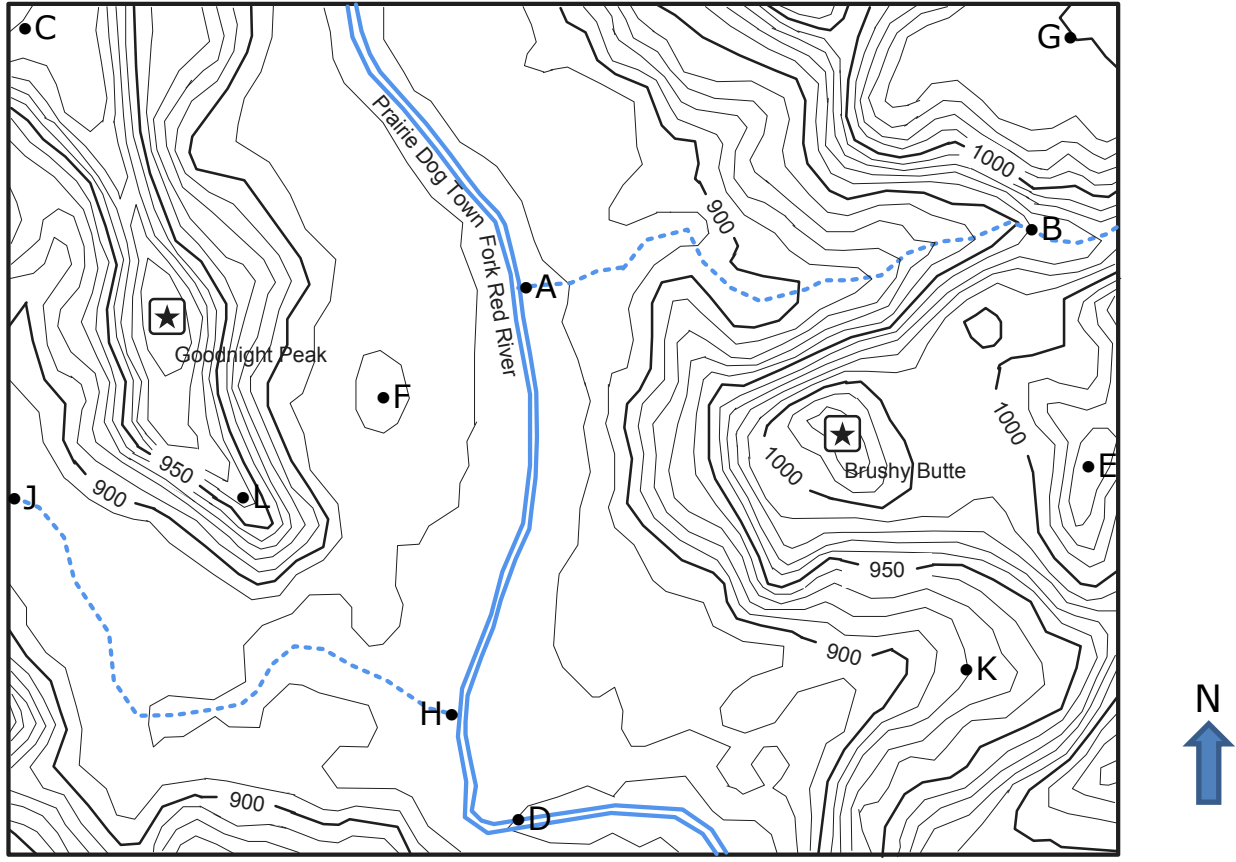 C
G
Prairie Dog Town Fork Red River
1000
900
B
A
Goodnight Peak
F
1000
1000
Brushy Butte
E
950
900
L
J
950
900
K
H
N
900
D